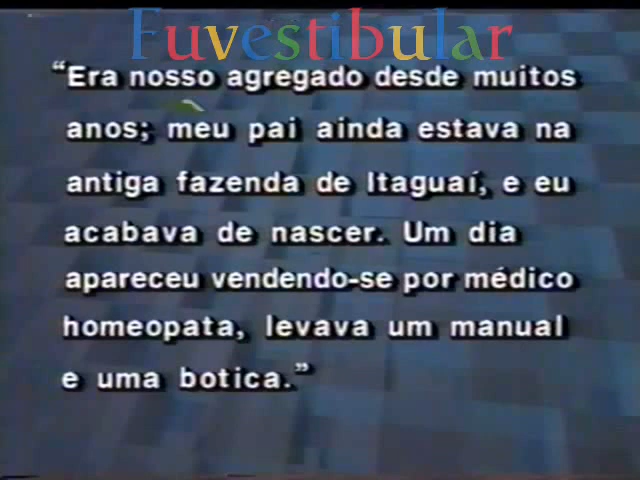 Fuvestibular
“Era nosso agregado desde muitos
anos; meu pai ainda estava na
antiga fazenda de Itaguaí, e eu
acabava de nascer. Um dia
apareceu vendendo-se por médico
homeopata, levava um manual
e uma botica.”